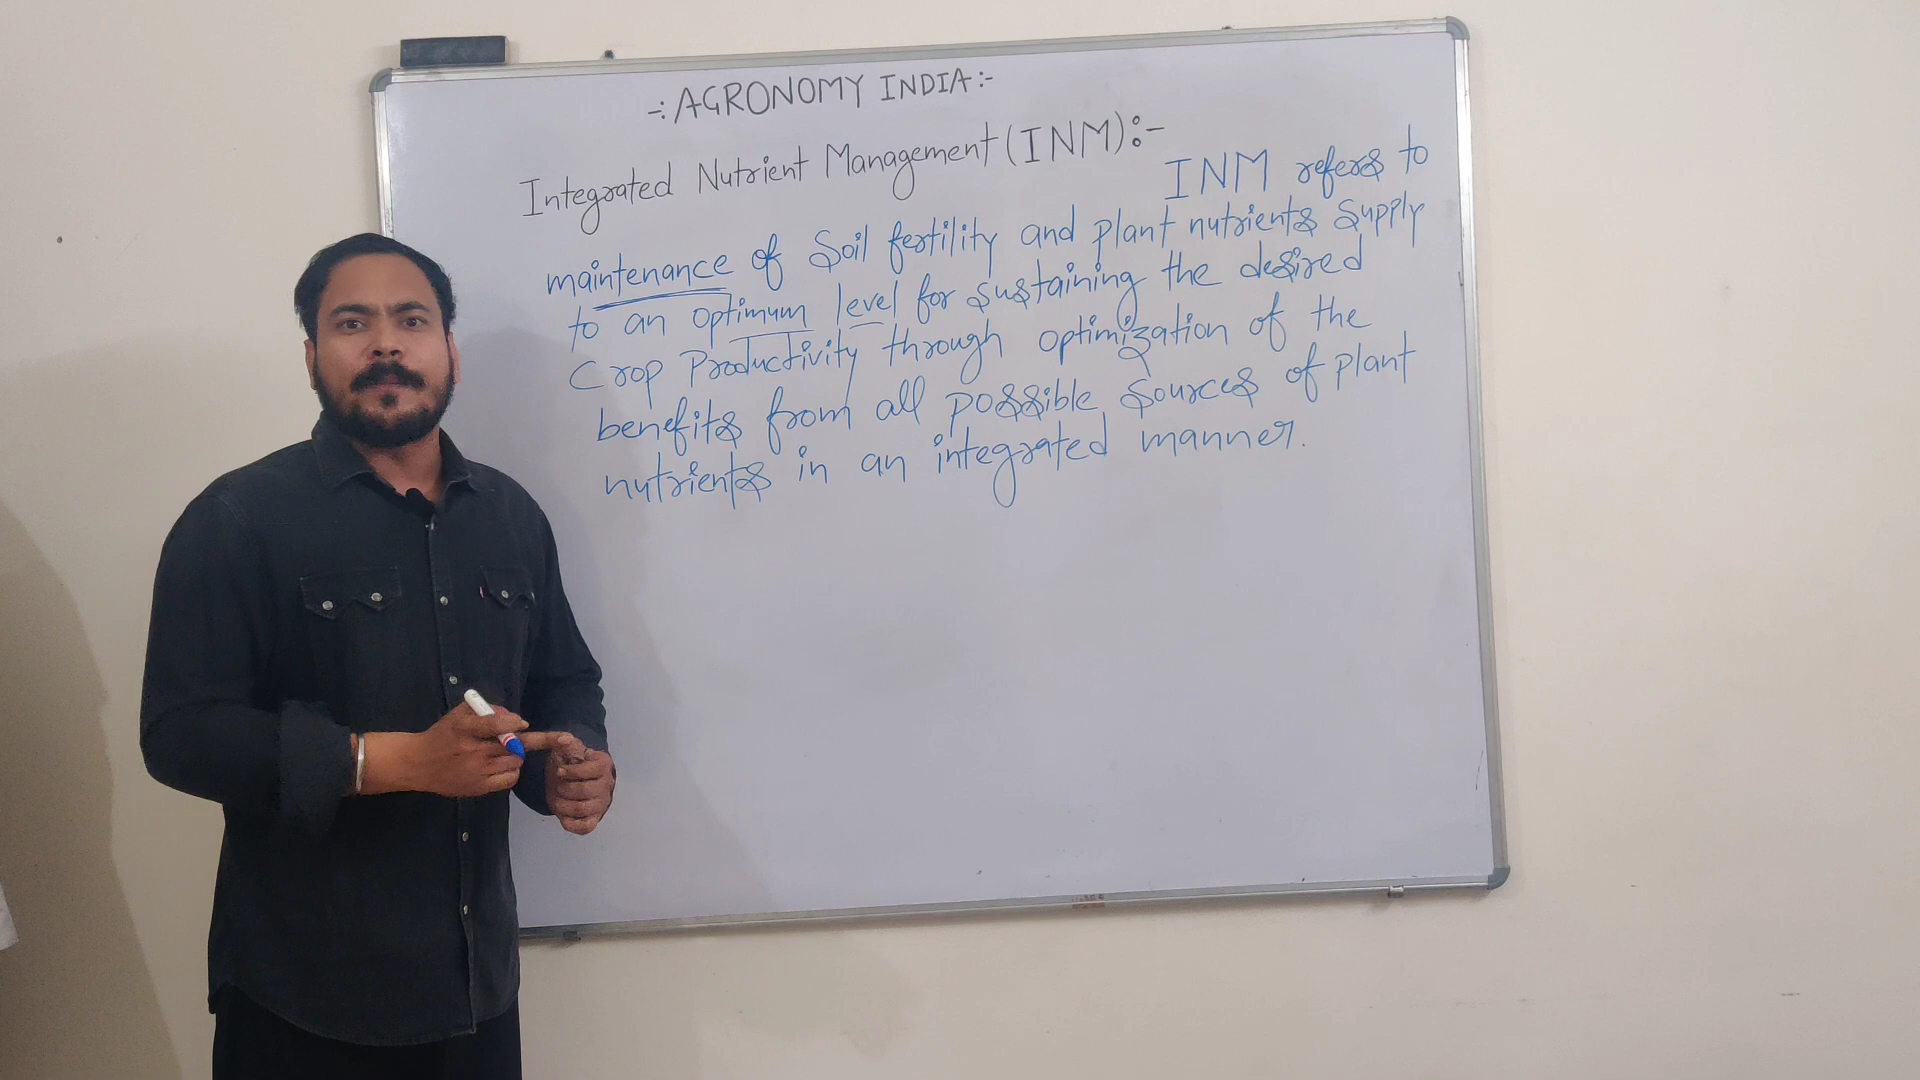 -: AGRONOMY INDIA :-
Integrated Nutrient Management (INM) :-
INM refers to
maintenance of Soil fertility and plant nutrients supply
to an optimum level for sustaining the desired
Crop Productivity through optimization of the
benefits from all possible sources of plant
nutrients in an integrated manner.